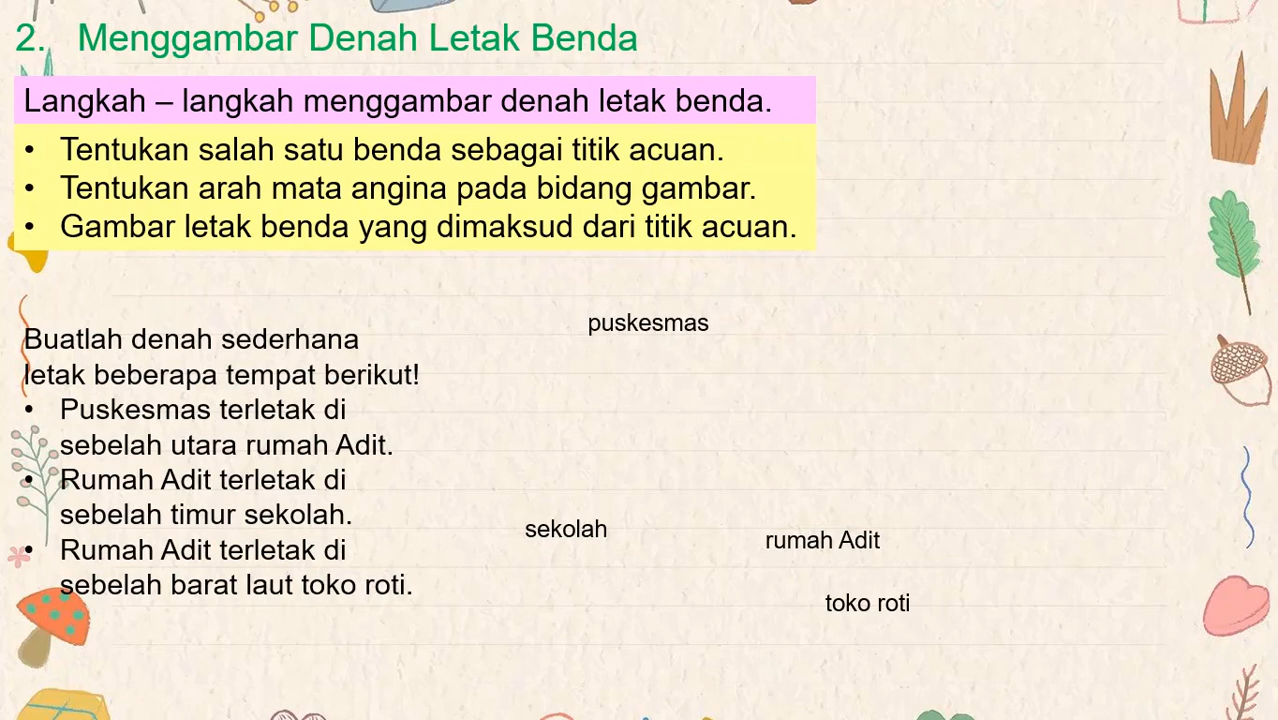 2. Menggambar Denah Letak Benda
Langkah – langkah menggambar denah letak benda.
• Tentukan salah satu benda sebagai titik acuan.
• Tentukan arah mata angina pada bidang gambar.
• Gambar letak benda yang dimaksud dari titik acuan.
Buatlah denah sederhana
letak beberapa tempat berikut!
• Puskesmas terletak di
sebelah utara rumah Adit.
• Rumah Adit terletak di
sebelah timur sekolah.
• Rumah Adit terletak di
sebelah barat laut toko roti.
puskesmas
sekolah
rumah Adit
toko roti